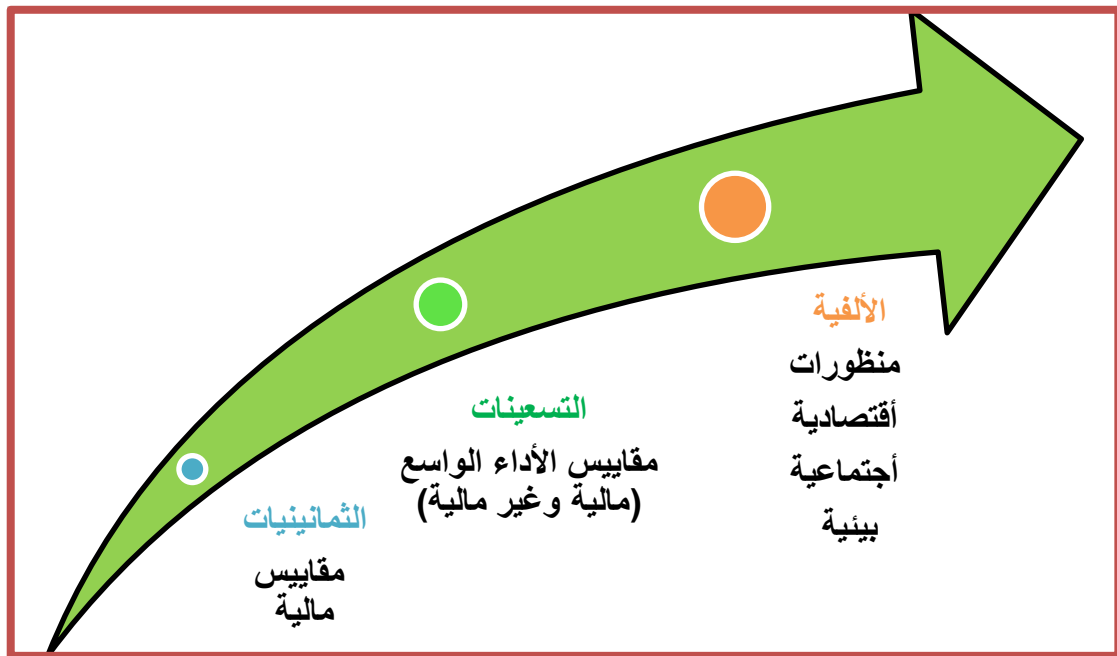 الألفية
منظورات
أقتصادية
أجتماعية
بيئية
التسعينات
مقاييس الأداء الواسع
(مالية وغير مالية)
الثمانينيات
مقاييس
مالية